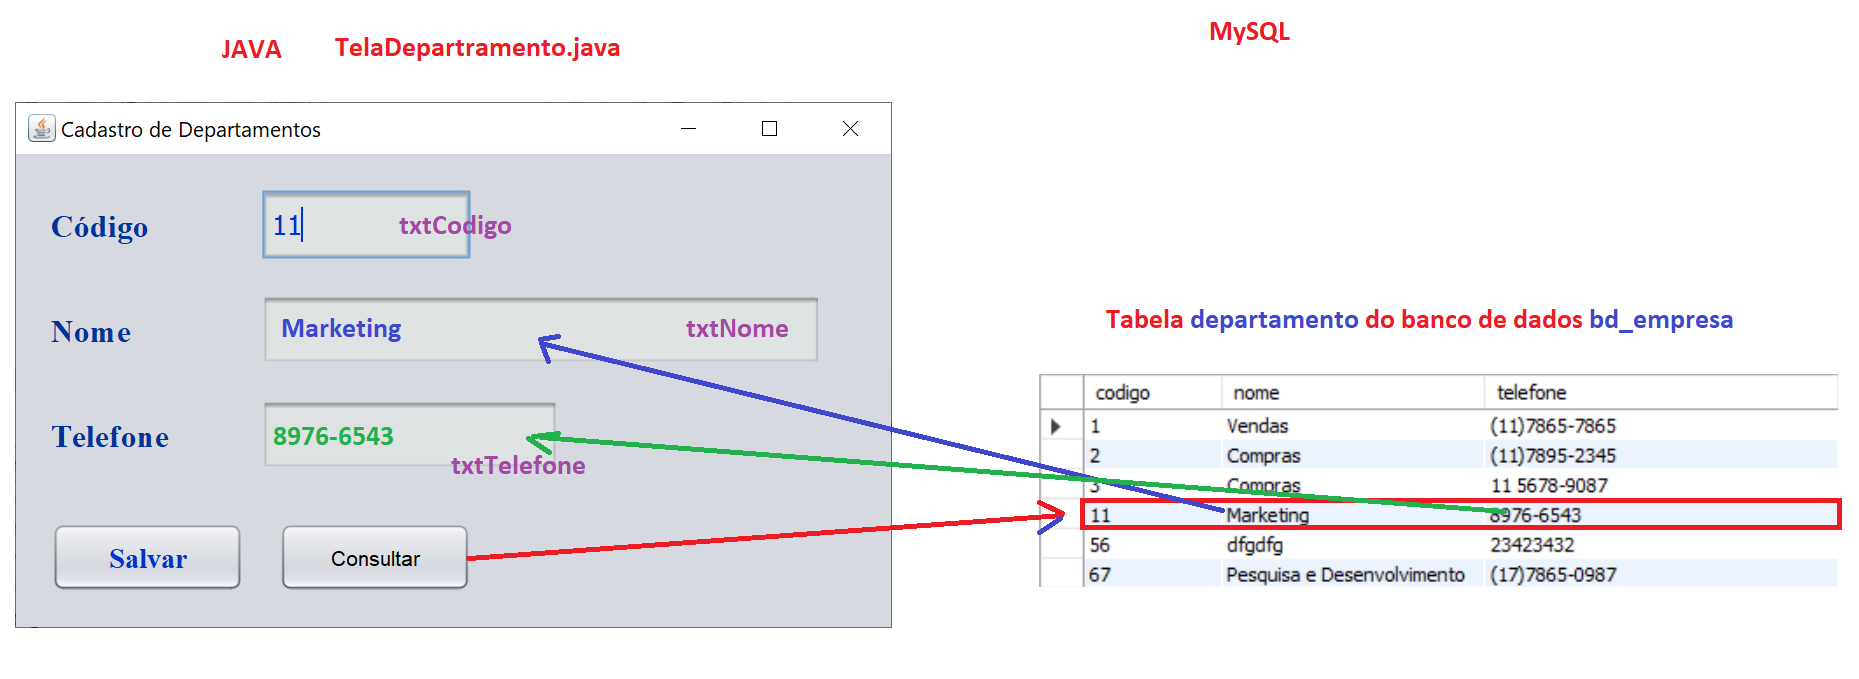 JAVA TelaDepartramento.java
MySQL
Cadastro de Departamentos
Código 11 txtCodigo
Nome Marketing txtNome
Telefone 8976-6543
txtTelefone
Salvar Consultar
Tabela departamento do banco de dados bd_empresa
codigo nome telefone
1 Vendas (11)7865-7865
2 Compras (11)7895-2345
3 Compras 11 5678-9087
11 Marketing 8976-6543
56 dfgdfg 23423432
67 Pesquisa e Desenvolvimento (17)7865-0987